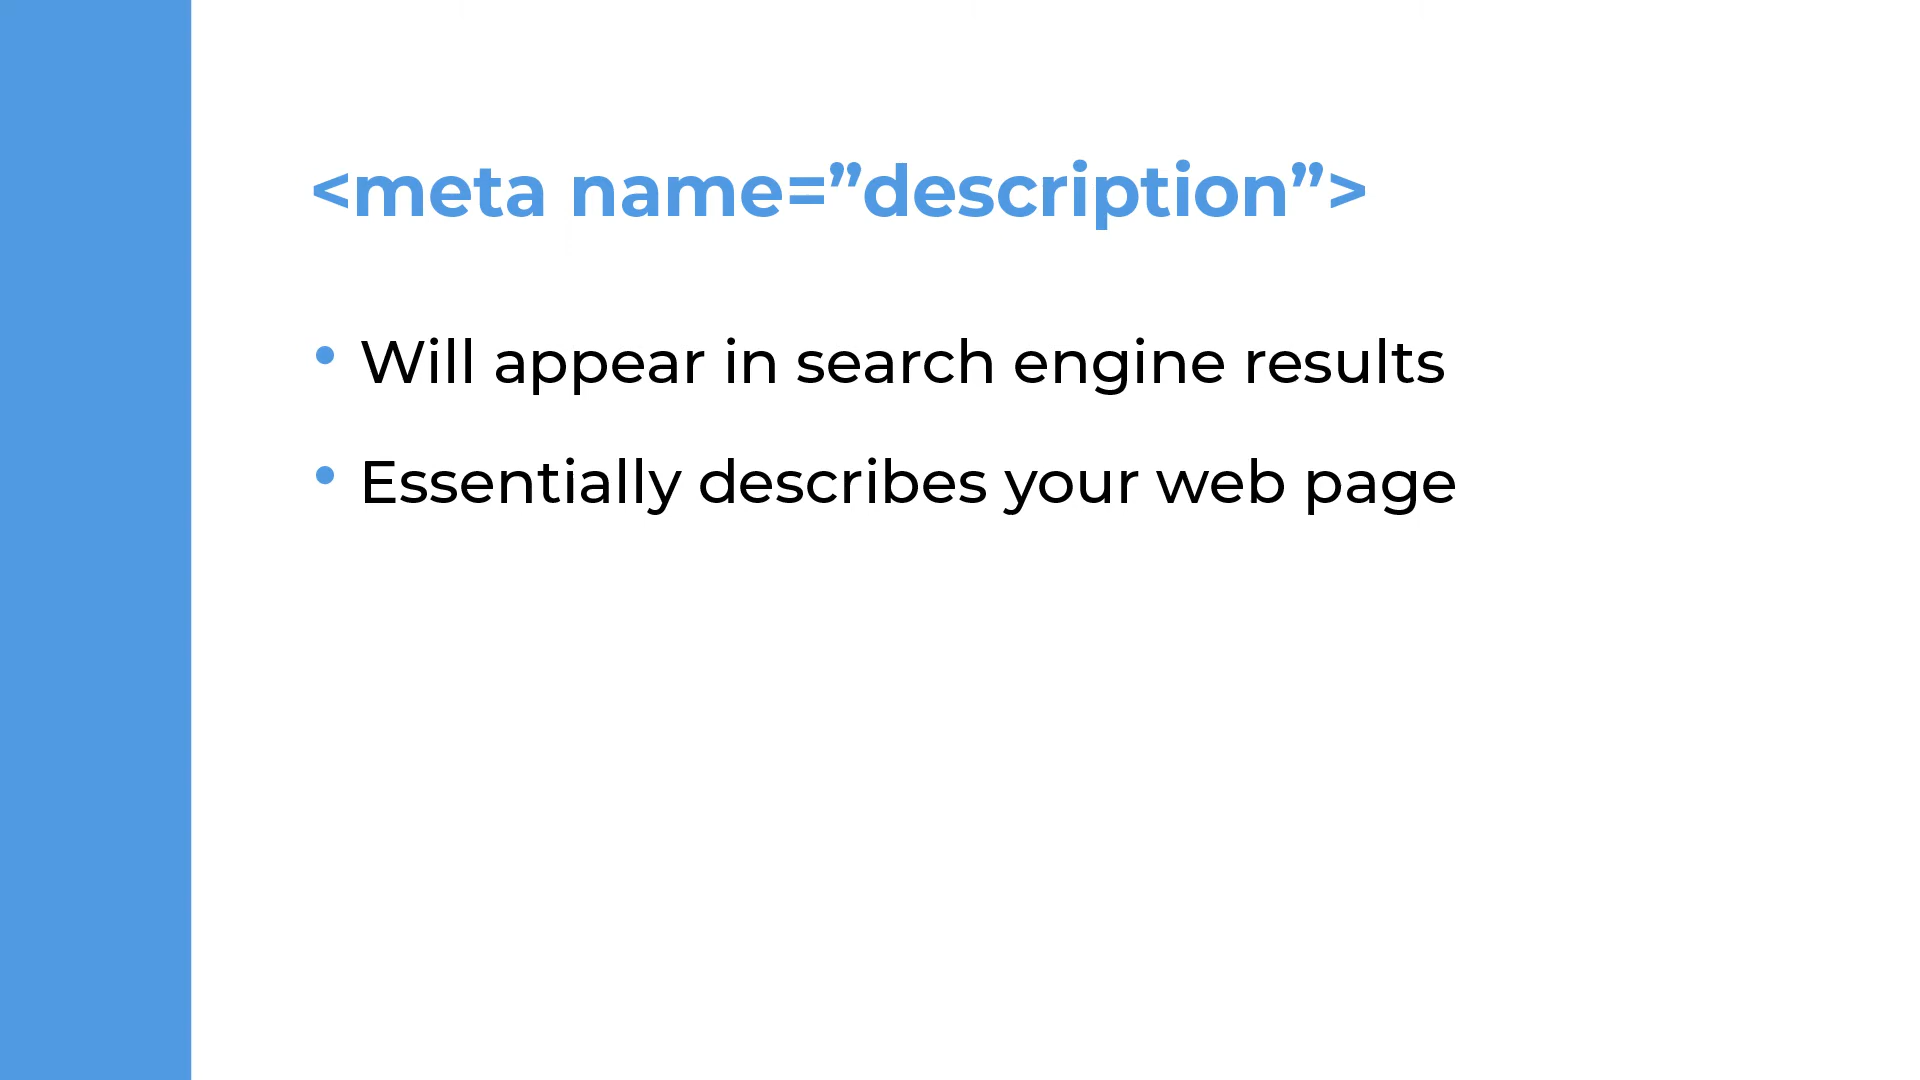 <meta name=”description”>
• Will appear in search engine results
• Essentially describes your web page